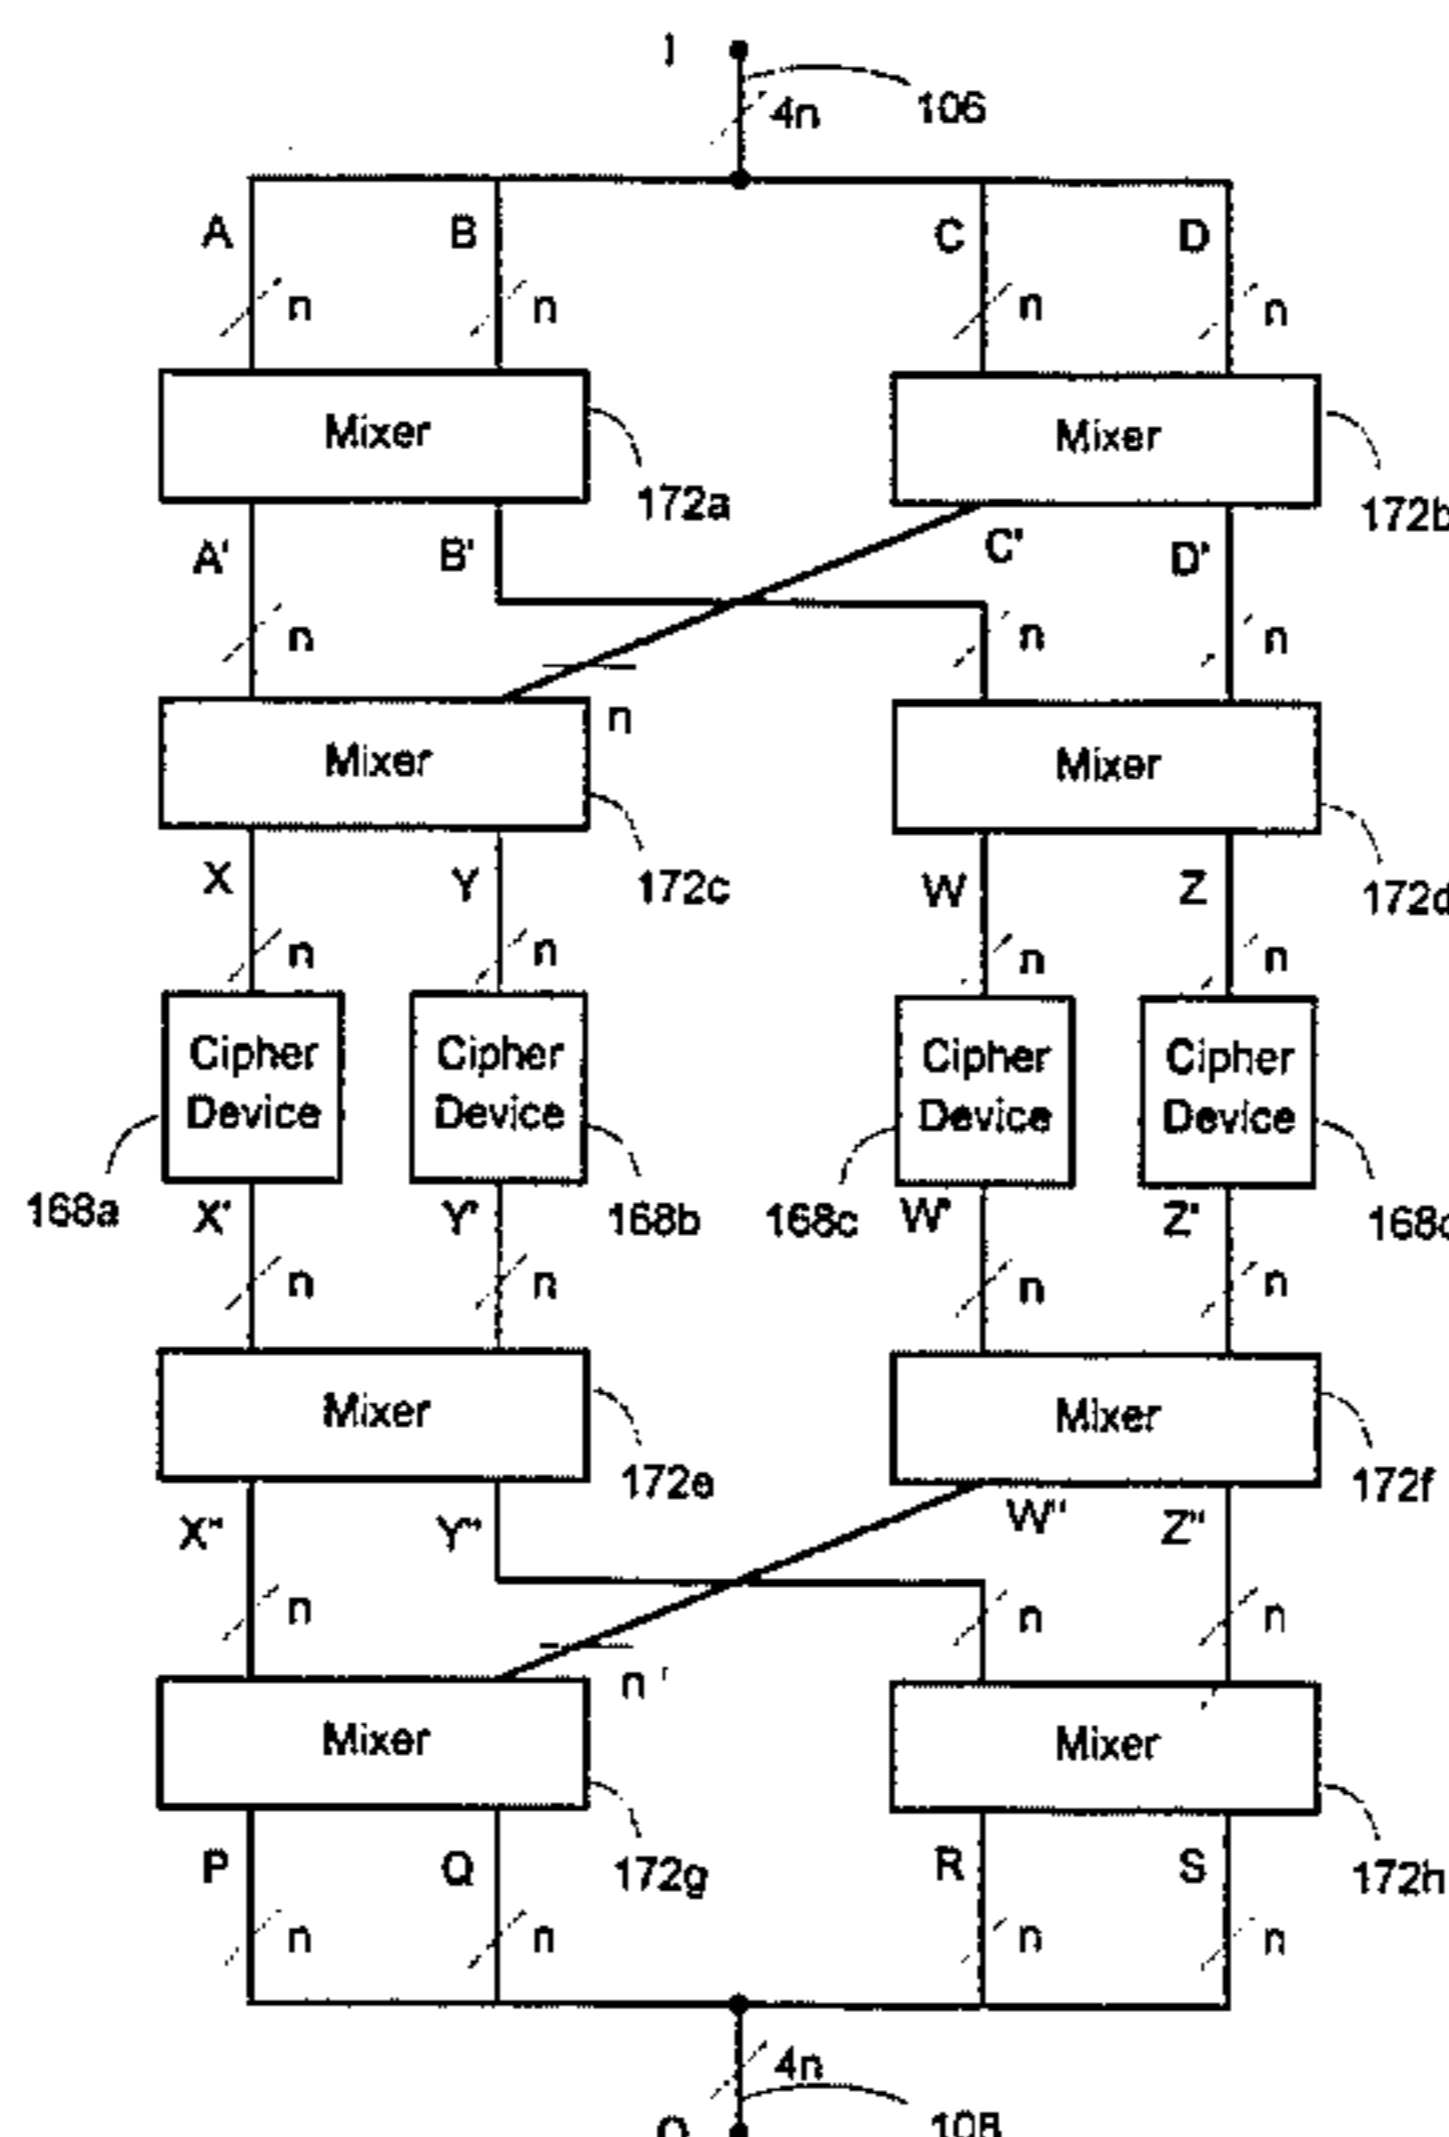 I
4n 106
A B C D
n n n n
Mixer Mixer
172a 172b
A' B' C' D'
n n n
n
Mixer Mixer
172c 172d
X Y W Z
n n n n
Cipher Device Cipher Device Cipher Device Cipher Device
168a X' Y' 168b 168c W' Z'
n n n n
Mixer Mixer
172e 172f
X" Y" W" Z"
n n n n
Mixer Mixer
172g 172h
P Q R S
n n n n
4n
O 108